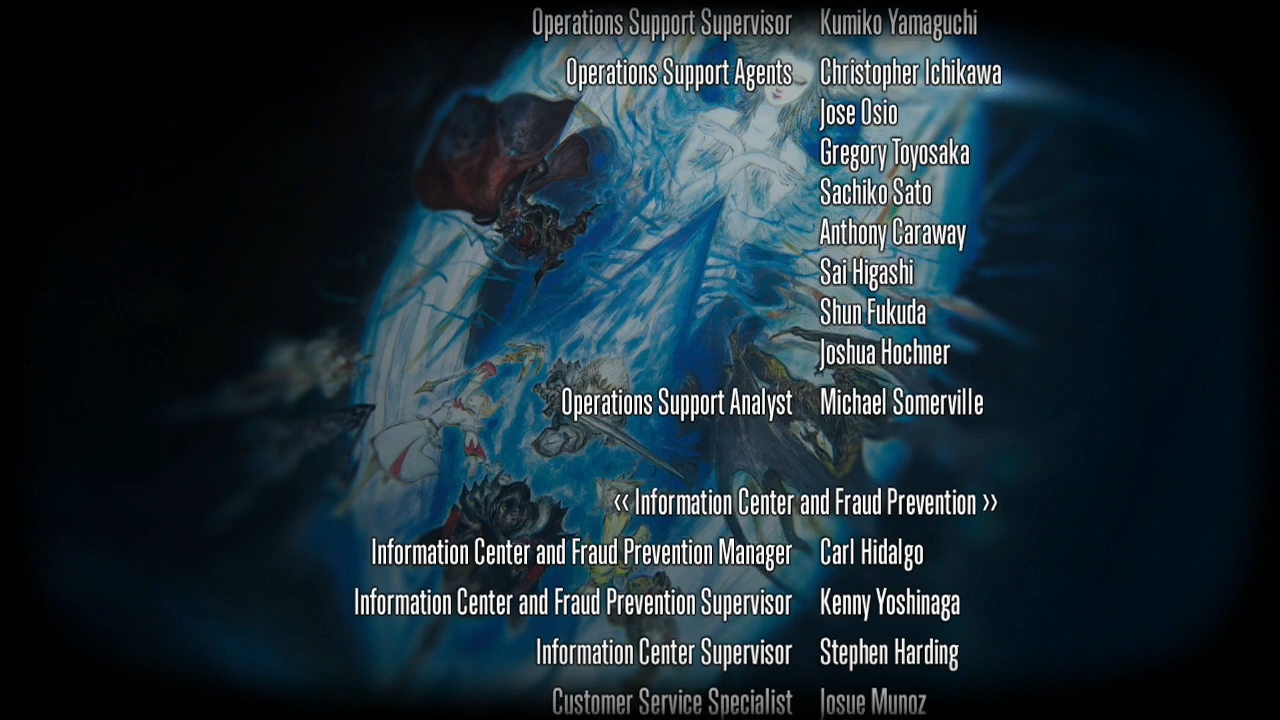 Operations Support Supervisor Kumiko Yamaguchi
Operations Support Agents Christopher Ichikawa
Jose Osio
Gregory Toyosaka
Sachiko Sato
Anthony Caraway
Sai Higashi
Shun Fukuda
Joshua Hochner
Operations Support Analyst Michael Somerville
<< Information Center and Fraud Prevention >>
Information Center and Fraud Prevention Manager Carl Hidalgo
Information Center and Fraud Prevention Supervisor Kenny Yoshinaga
Information Center Supervisor Stephen Harding
Customer Service Specialist Josue Munoz